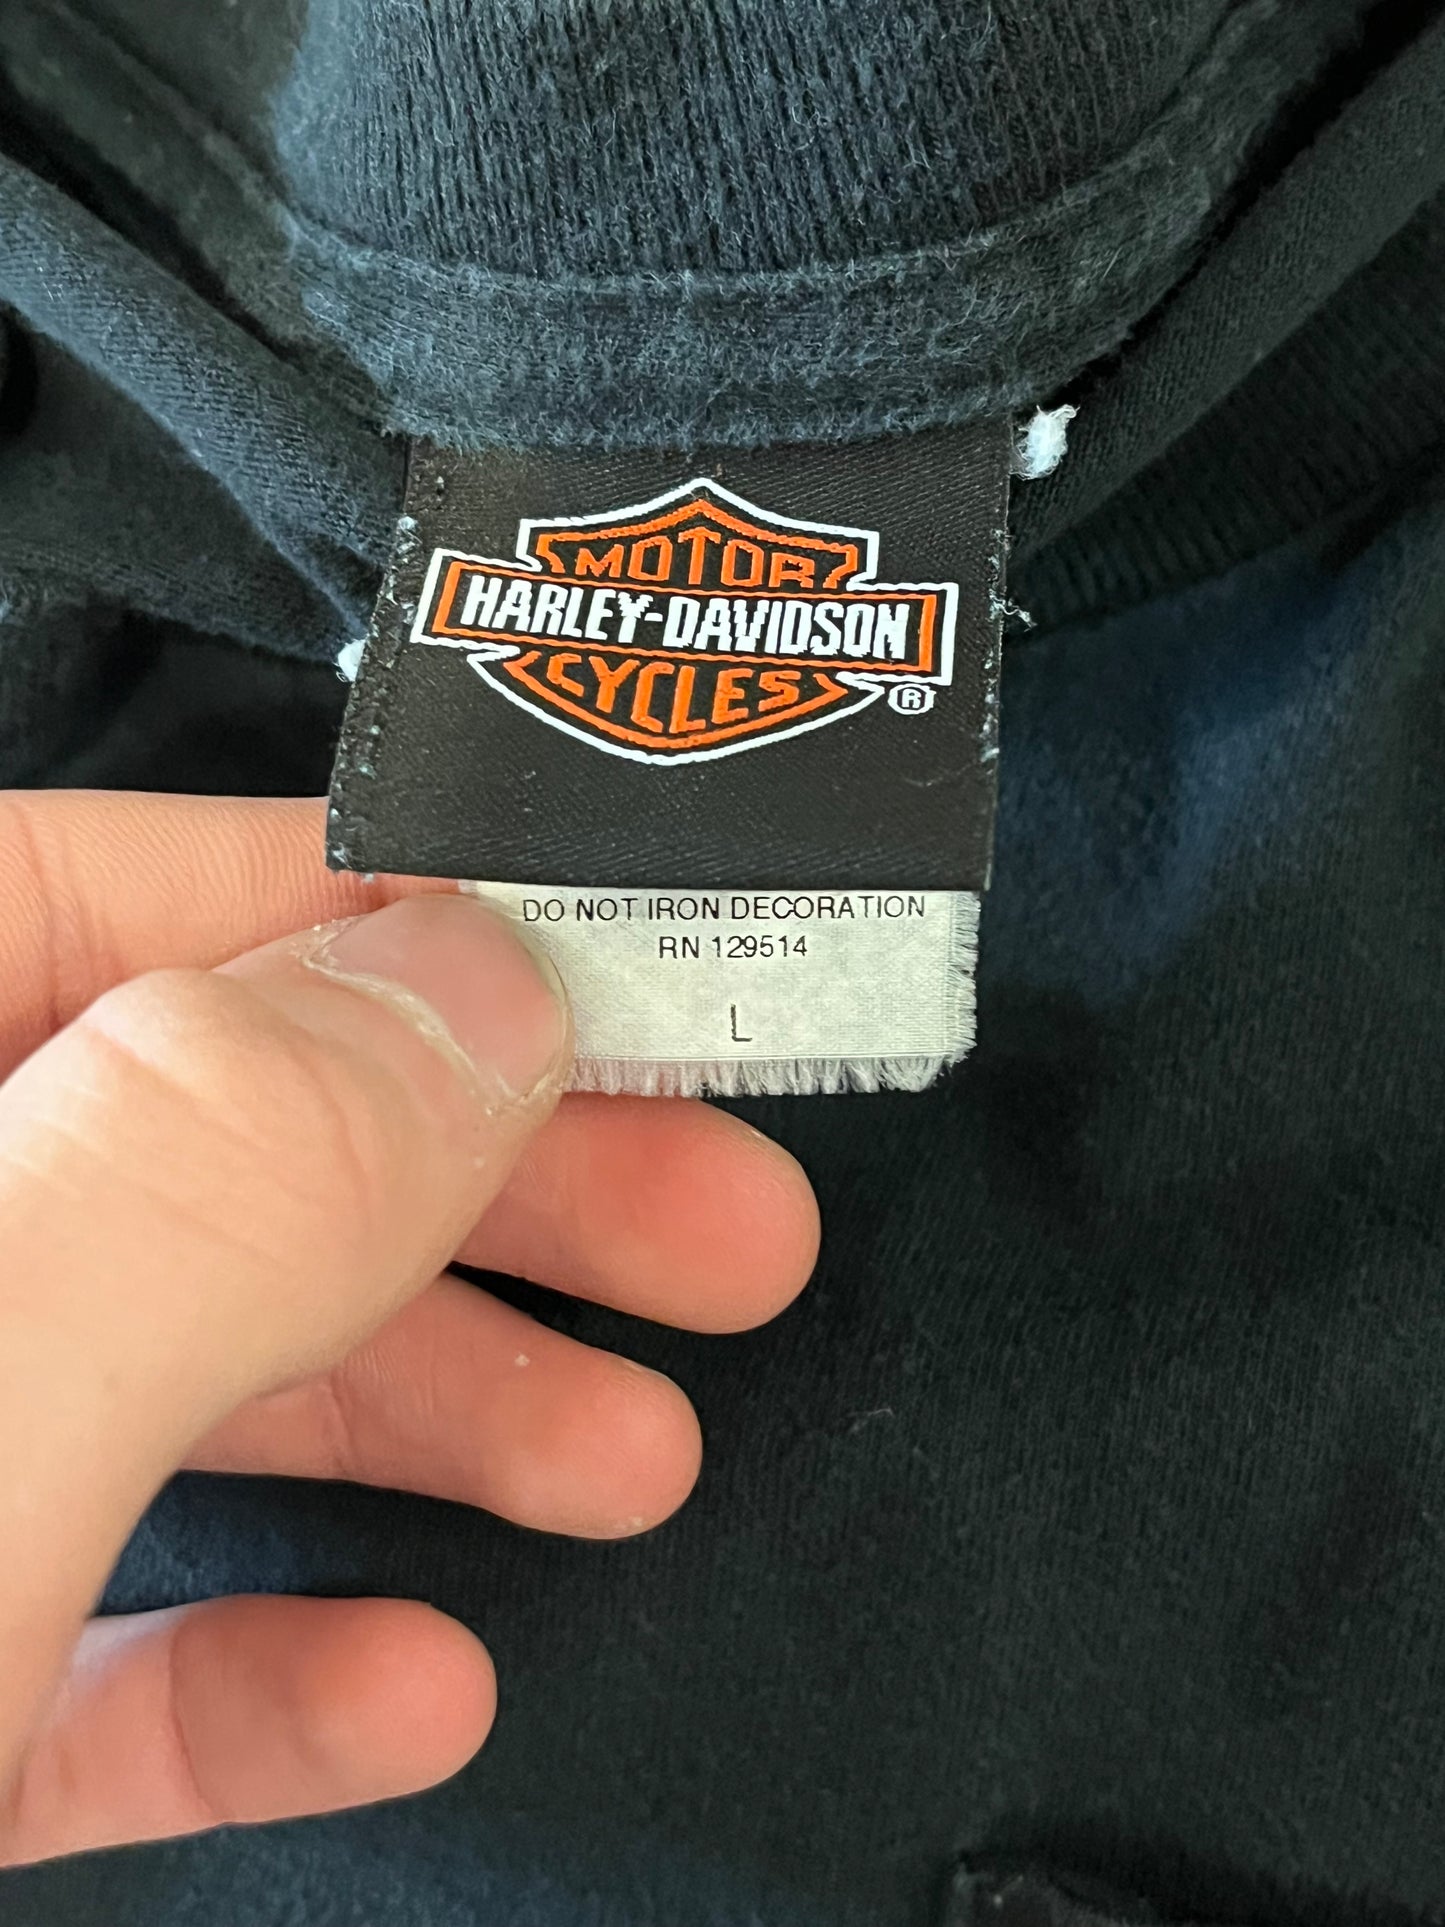 MOTOR
HARLEY-DAVIDSON
CYCLES
®
DO NOT IRON DECORATION
RN 129514
L